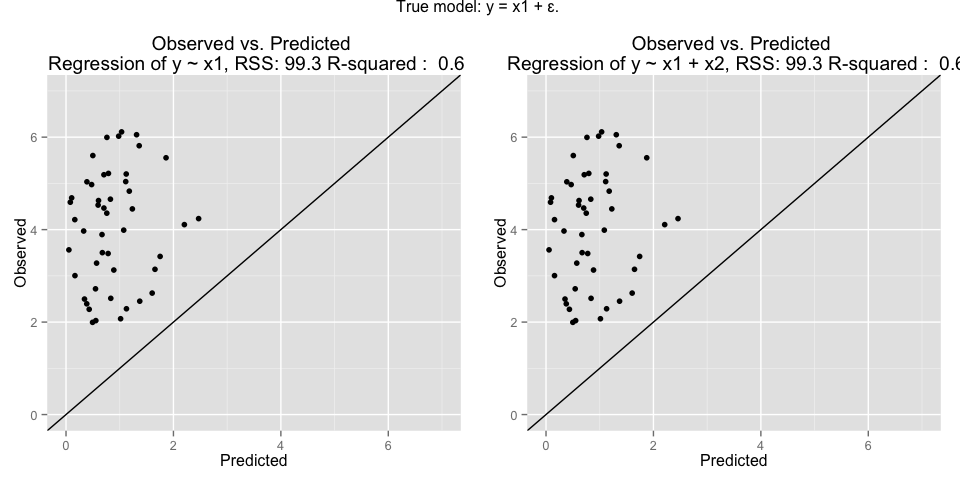 True model: y = x1 + ε.
Observed vs. Predicted
Regression of y ~ x1, RSS: 99.3 R-squared :  0.6
Observed
6
4
2
0
0 2 4 6
Predicted
Observed vs. Predicted
Regression of y ~ x1 + x2, RSS: 99.3 R-squared :  0.6
Observed
6
4
2
0
0 2 4 6
Predicted